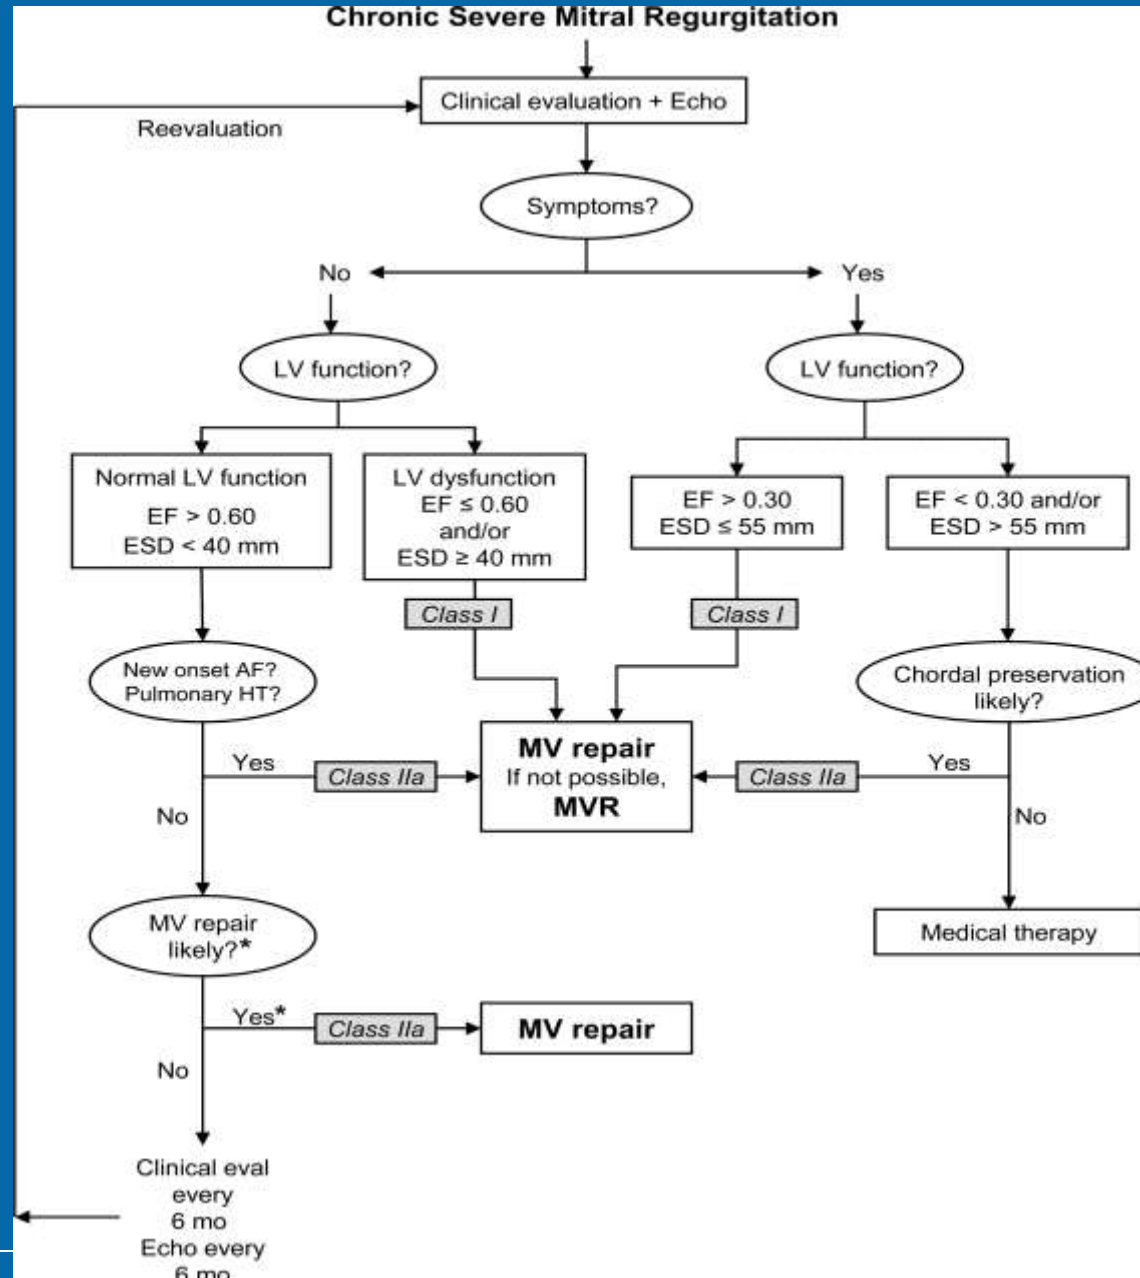 Chronic Severe Mitral Regurgitation
Clinical evaluation + Echo
Reevaluation
Symptoms?
No
Yes
LV function?
LV function?
Normal LV function
EF > 0.60
ESD < 40 mm
LV dysfunction
EF ≤ 0.60
and/or
ESD ≥ 40 mm
EF > 0.30
ESD ≤ 55 mm
EF < 0.30 and/or
ESD > 55 mm
Class I
Class I
New onset AF?
Pulmonary HT?
Chordal preservation
likely?
Yes
Class IIa
MV repair
If not possible,
MVR
Class IIa
Yes
No
No
MV repair
likely?*
Medical therapy
Yes*
Class IIa
MV repair
No
Clinical eval
every
6 mo
Echo every
6 mo